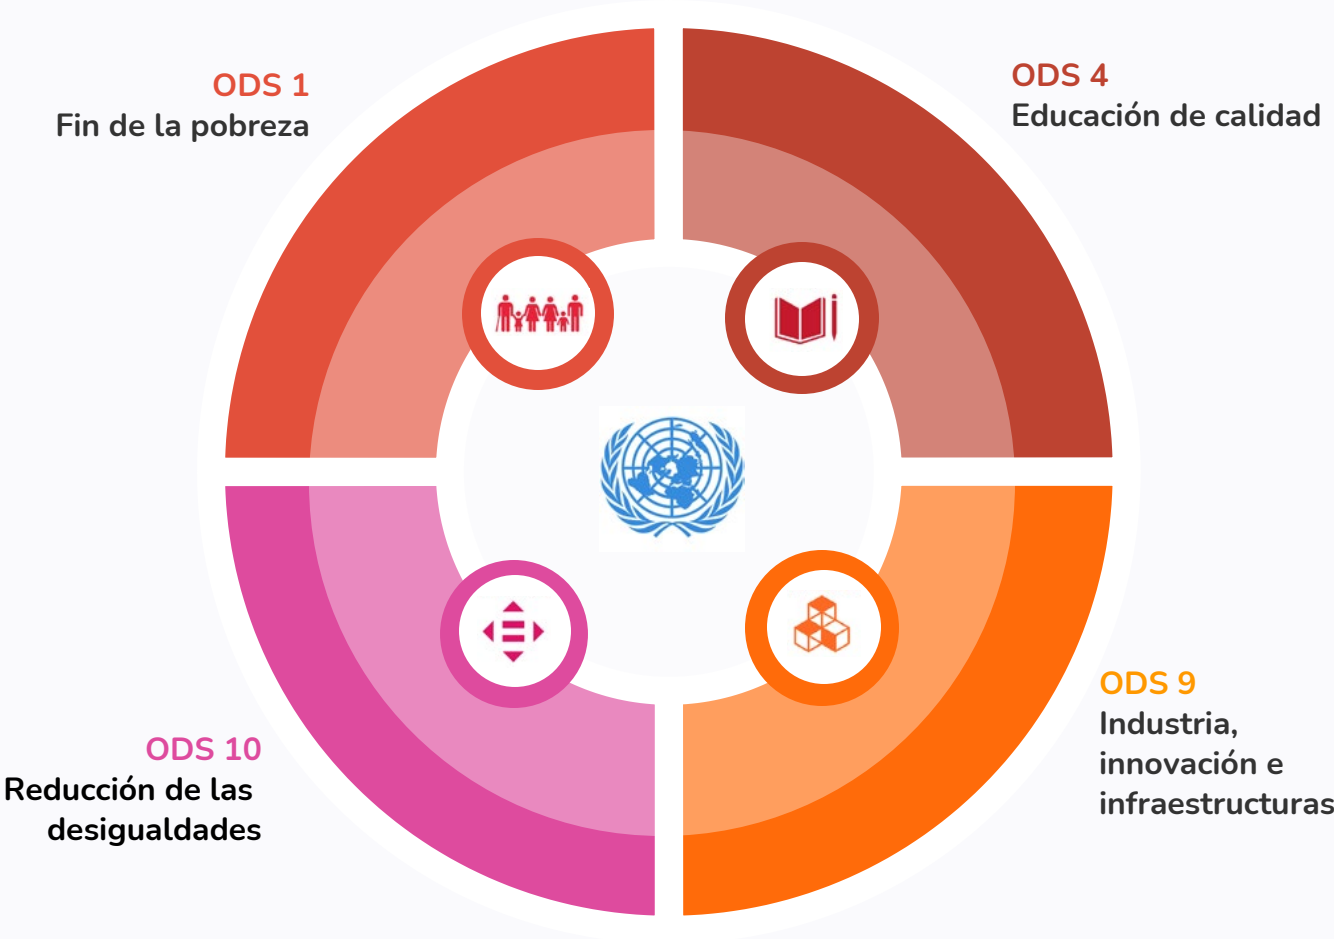 ODS 1
Fin de la pobreza
ODS 4
Educación de calidad
ODS 10
Reducción de las
desigualdades
ODS 9
Industria,
innovación e
infraestructuras